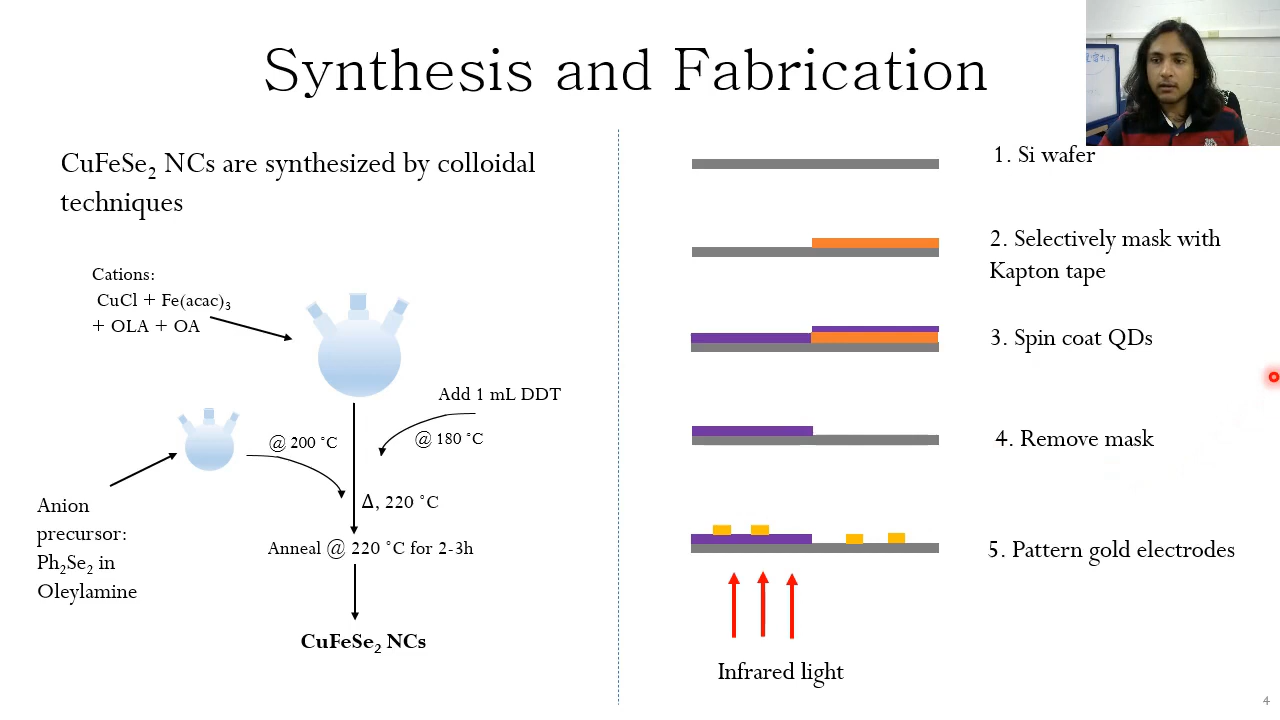 Synthesis and Fabrication
CuFeSe₂ NCs are synthesized by colloidal
techniques
Cations:
CuCl + Fe(acac)₃
+ OLA + OA
Add 1 mL DDT
@ 200 °C
@ 180 °C
Δ, 220 °C
Anion
precursor:
Ph₂Se₂ in
Oleylamine
Anneal @ 220 °C for 2-3h
CuFeSe₂ NCs
1. Si wafer
2. Selectively mask with
Kapton tape
3. Spin coat QDs
4. Remove mask
5. Pattern gold electrodes
Infrared light
4